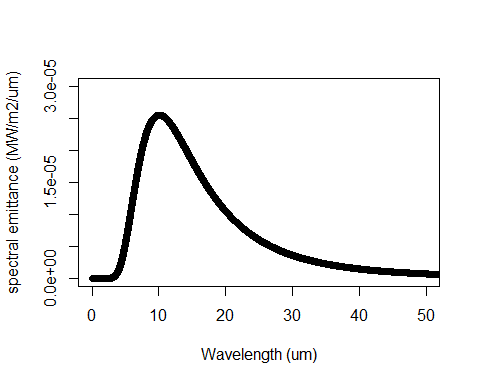 spectral emittance (MW/m2/um)
3.0e-05
1.5e-05
0.0e+00
0 10 20 30 40 50
Wavelength (um)